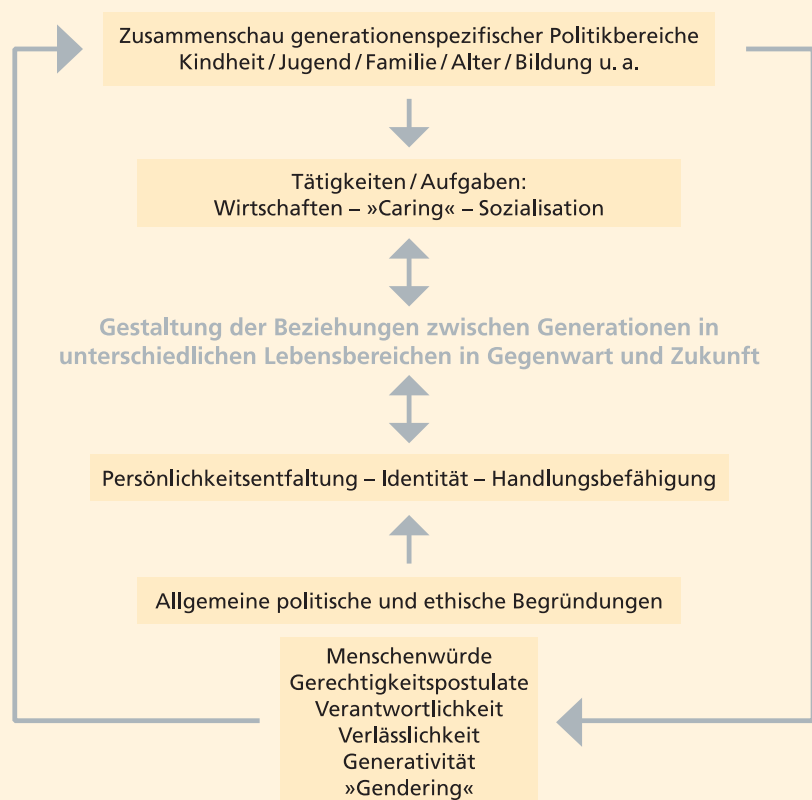 Zusammenschau generationenspezifischer Politikbereiche
Kindheit / Jugend / Familie / Alter / Bildung u. a.
Tätigkeiten / Aufgaben:
Wirtschaften – »Caring« – Sozialisation
Gestaltung der Beziehungen zwischen Generationen in
unterschiedlichen Lebensbereichen in Gegenwart und Zukunft
Persönlichkeitsentfaltung – Identität – Handlungsbefähigung
Allgemeine politische und ethische Begründungen
Menschenwürde
Gerechtigkeitspostulate
Verantwortlichkeit
Verlässlichkeit
Generativität
»Gendering«